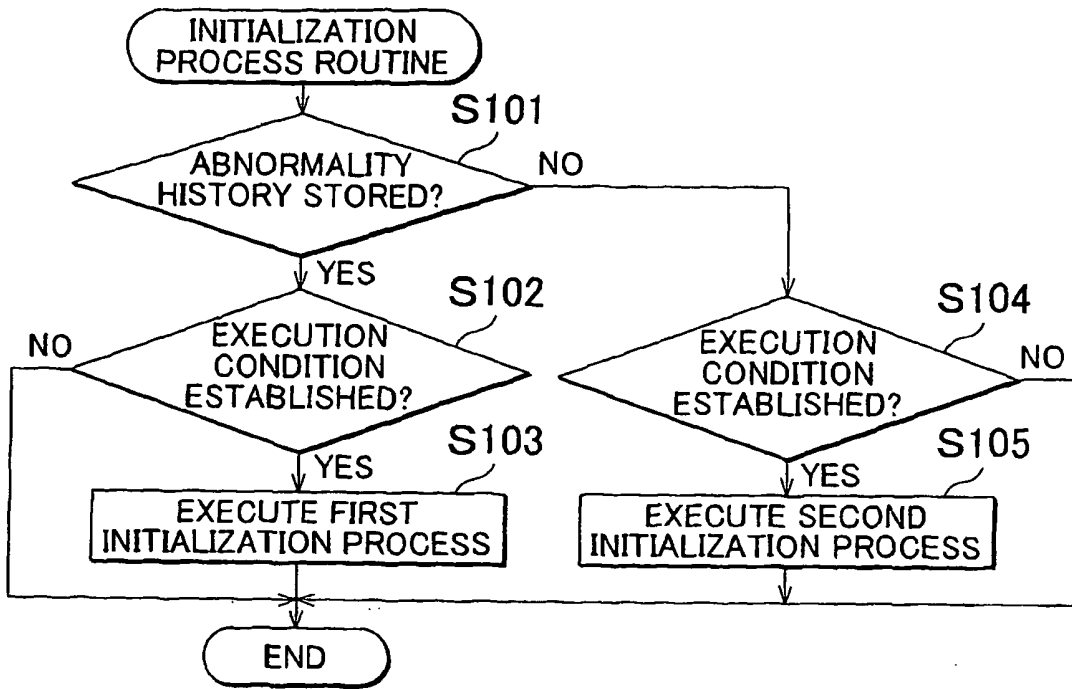 INITIALIZATION
PROCESS ROUTINE
S101
ABNORMALITY
HISTORY STORED?
NO
YES
S102
EXECUTION
CONDITION
ESTABLISHED?
NO
YES
S103
EXECUTE FIRST
INITIALIZATION PROCESS
S104
EXECUTION
CONDITION
ESTABLISHED?
NO
YES
S105
EXECUTE SECOND
INITIALIZATION PROCESS
END